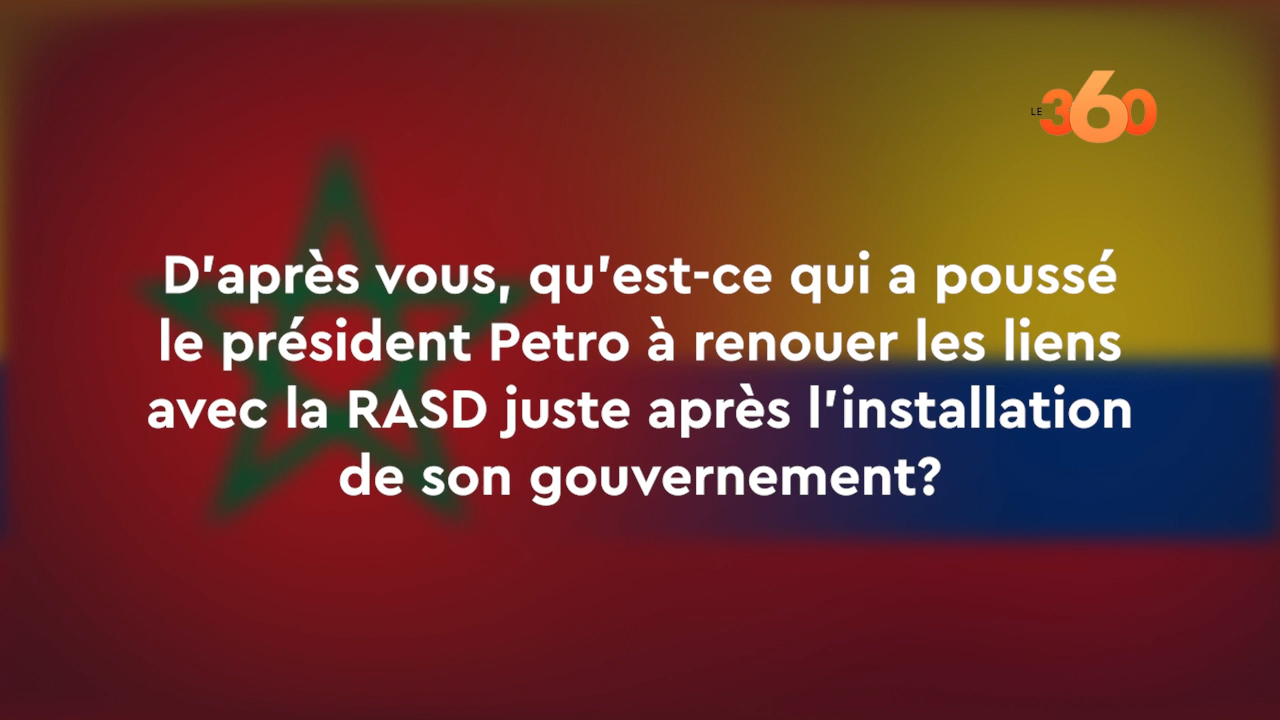 LE 360
D'après vous, qu'est-ce qui a poussé
le président Petro à renouer les liens
avec la RASD juste après l'installation
de son gouvernement?